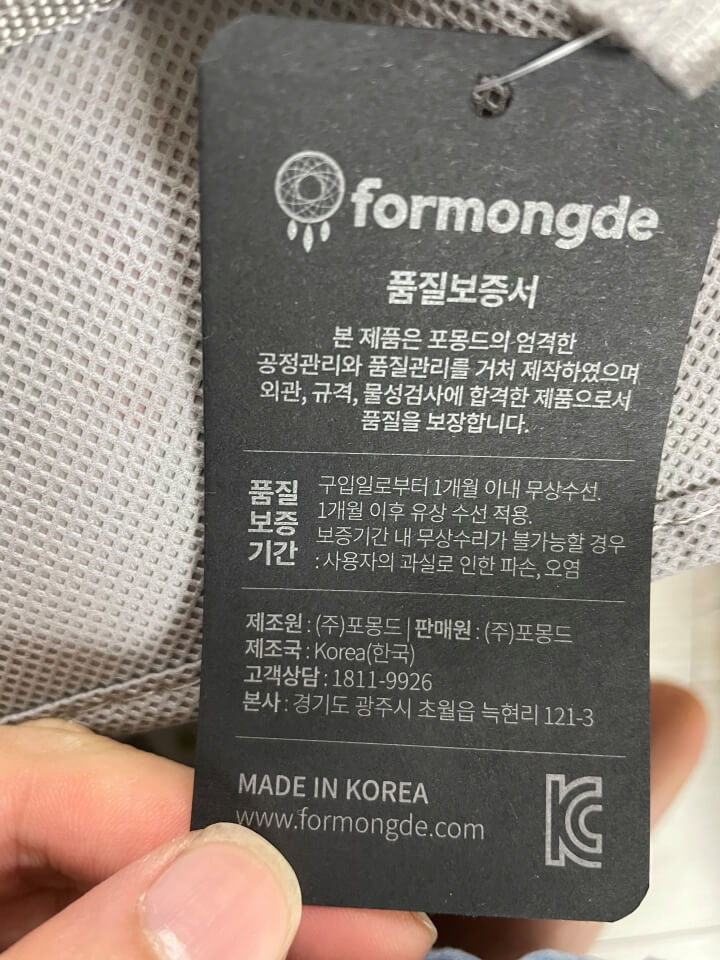 formongde
품질보증서
본 제품은 포몽드의 엄격한
공정관리와 품질관리를 거쳐 제작하였으며
외관, 규격, 물성검사에 합격한 제품으로서
품질을 보장합니다.
품질
보증
기간
구입일로부터 1개월 이내 무상수선.
1개월 이후 유상 수선 적용.
보증기간 내 무상수리가 불가능할 경우
: 사용자의 과실로 인한 파손, 오염
제조원 : (주)포몽드 | 판매원 : (주)포몽드
제조국 : Korea(한국)
고객상담 : 1811-9926
본사 : 경기도 광주시 초월읍 늑현리 121-3
MADE IN KOREA
www.formongde.com
KC